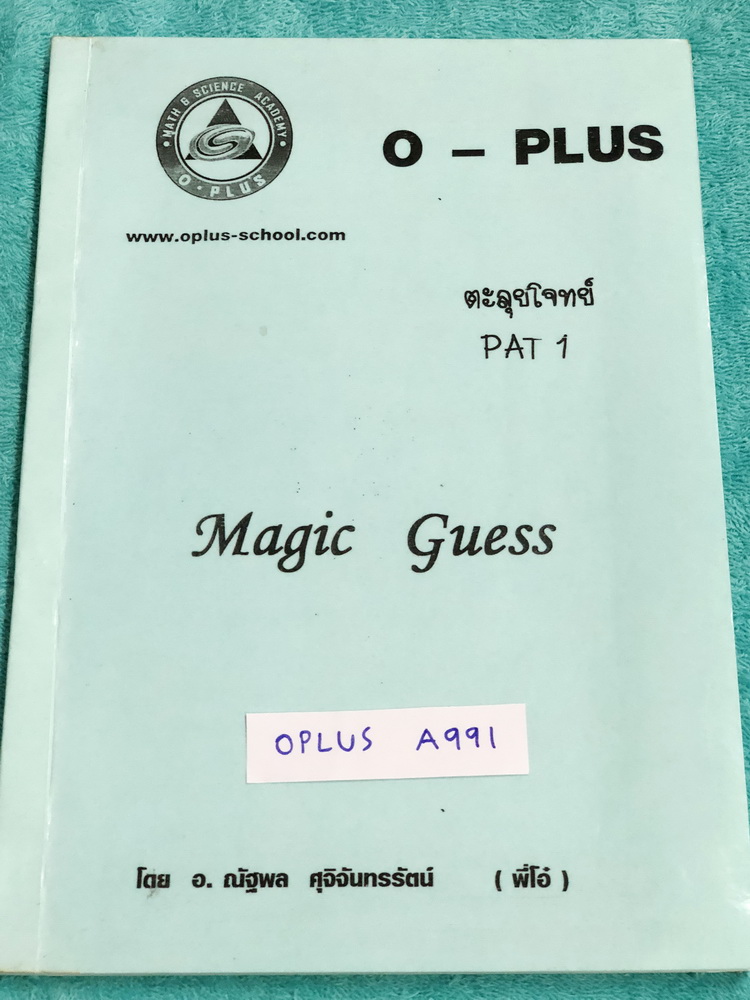 MATH & SCIENCE ACADEMY
O - PLUS
O – PLUS
www.oplus-school.com
ตะลุยโจทย์
PAT 1
Magic Guess
OPLUS A991
โดย อ. ณัฐพล ศุจิจันทรรัตน์ ( พี่โอ๋ )